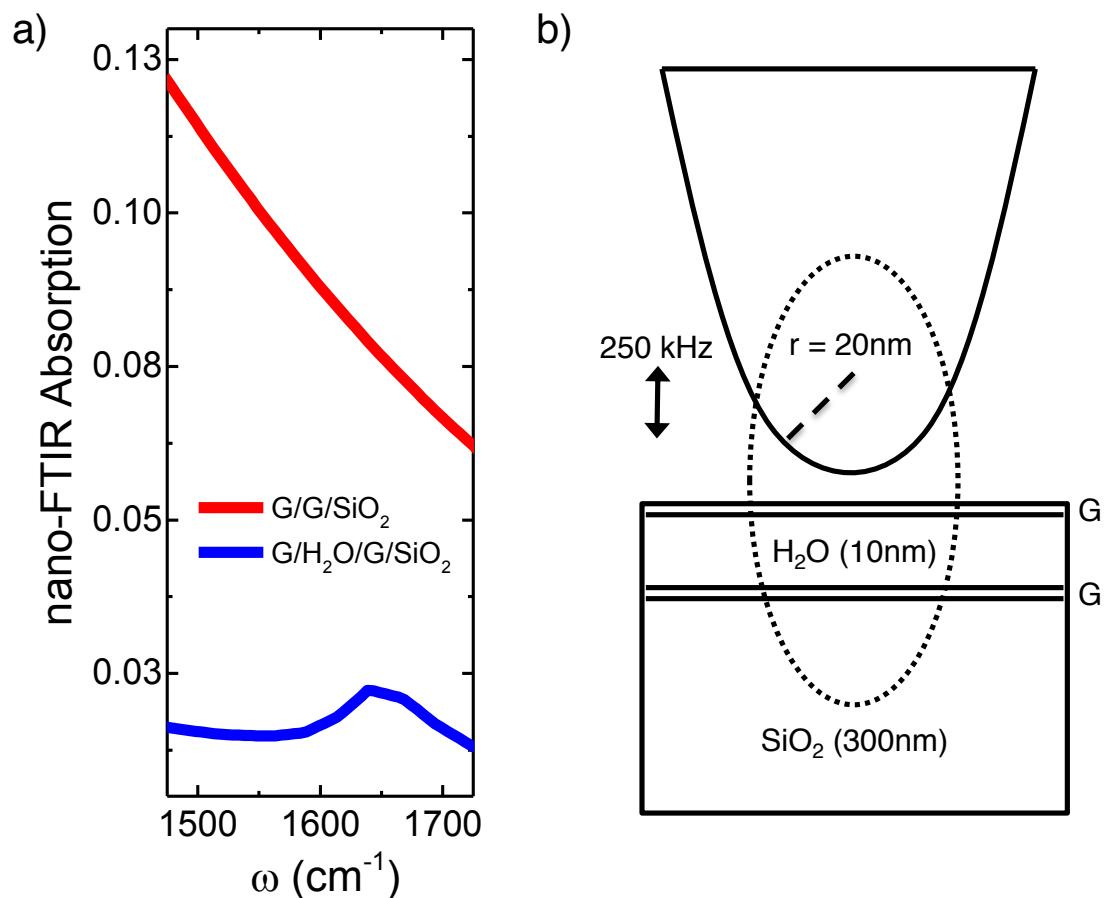 a)
nano-FTIR Absorption
0.13
0.10
0.08
0.05
0.03
G/G/SiO₂
G/H₂O/G/SiO₂
1500 1600 1700
ω (cm⁻¹)
b)
250 kHz
r = 20nm
G
H₂O (10nm)
G
SiO₂ (300nm)